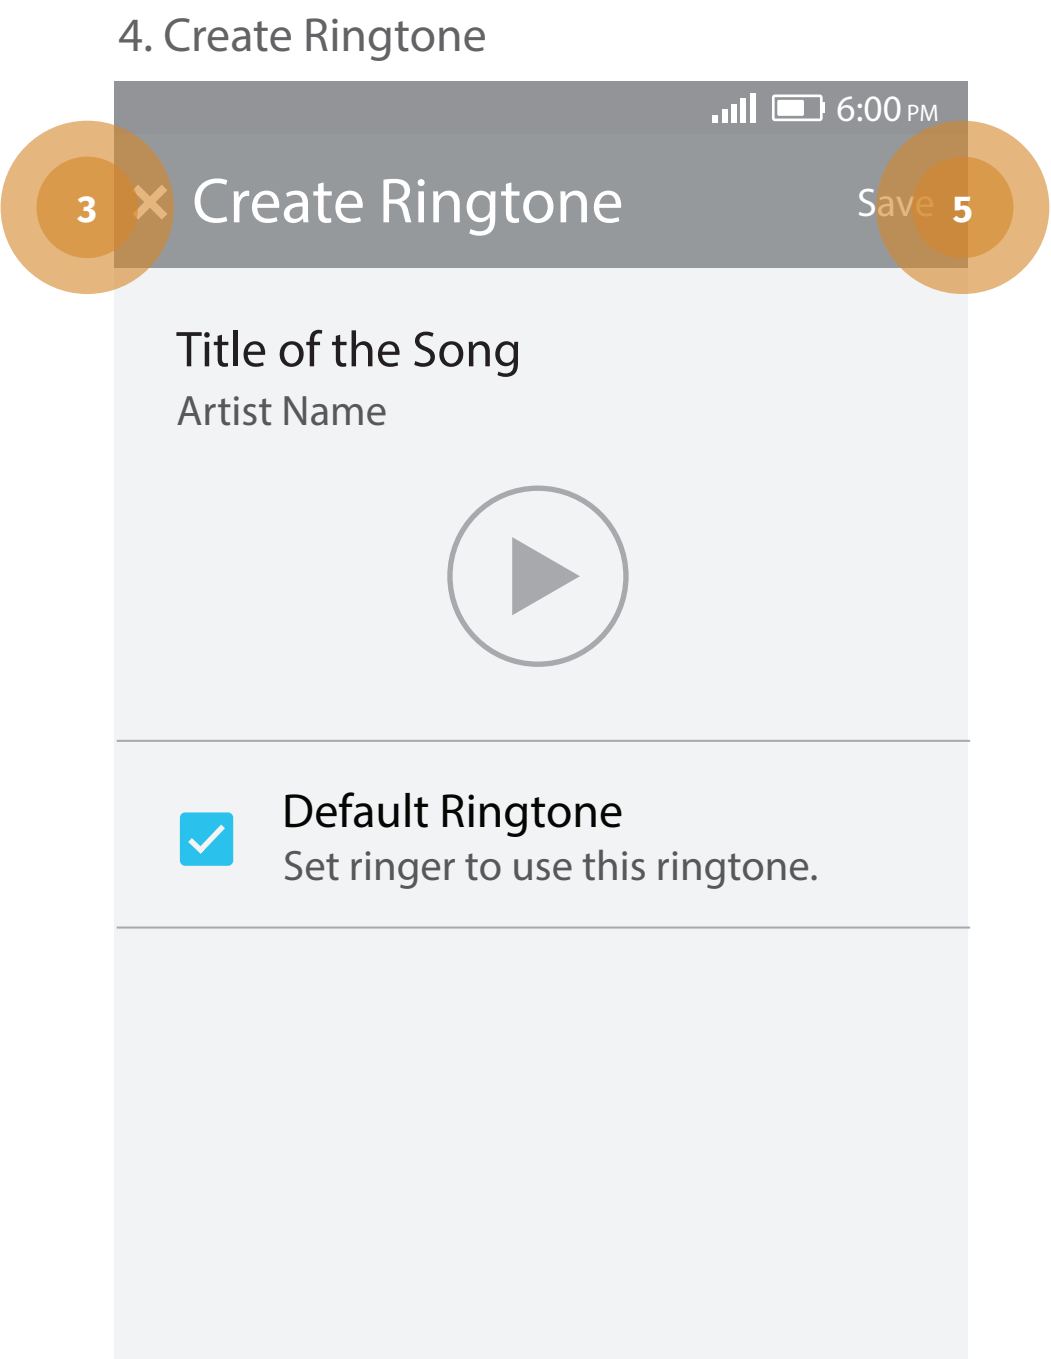 4. Create Ringtone
6:00 PM
3 × Create Ringtone Save 5
Title of the Song
Artist Name
Default Ringtone
Set ringer to use this ringtone.